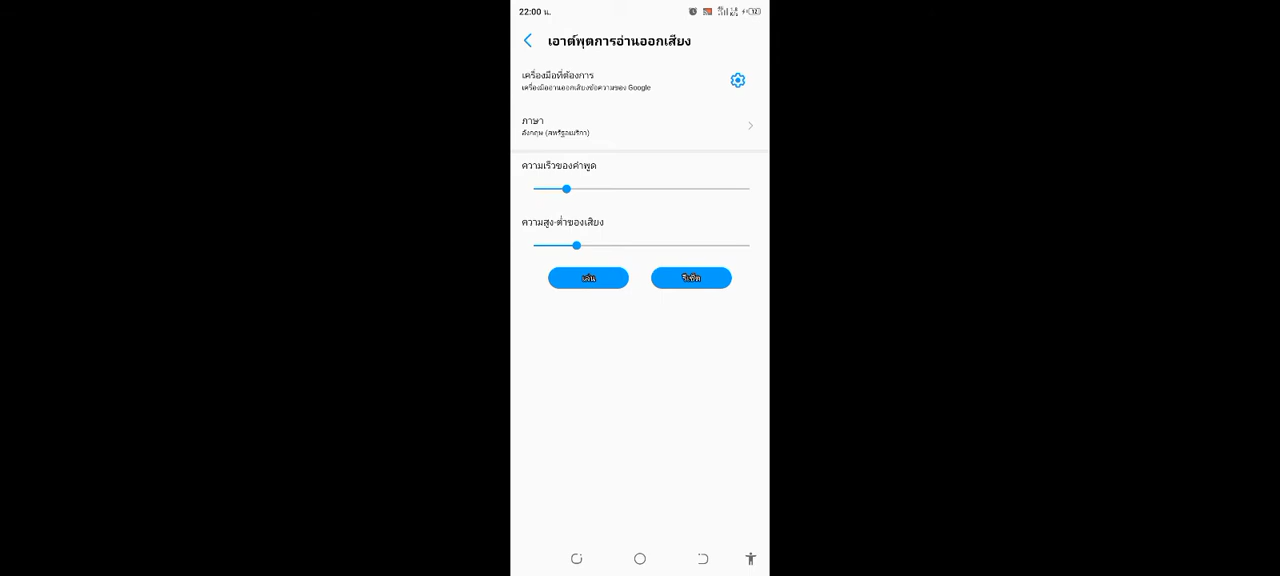 22:00 น.
เอาต์พุตการอ่านออกเสียง
เครื่องมือที่ต้องการ
เครื่องมืออ่านออกเสียงข้อความของ Google
ภาษา
อังกฤษ (สหรัฐอเมริกา)
ความเร็วของคำพูด
ความสูง-ต่ำของเสียง
เล่น
รีเซ็ต